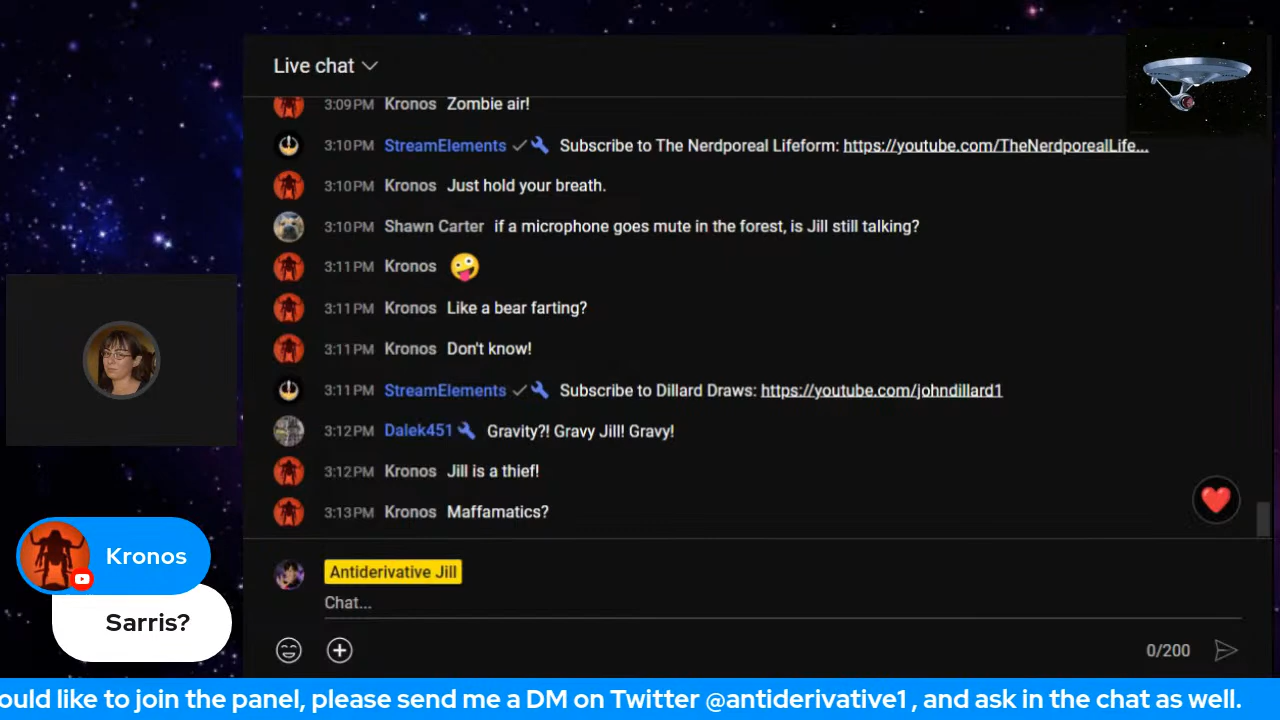 Live chat
3:09 PM Kronos Zombie air!
3:10 PM StreamElements Subscribe to The Nerdporeal Lifeform: https://youtube.com/TheNerdporealLife...
3:10 PM Kronos Just hold your breath.
3:10 PM Shawn Carter if a microphone goes mute in the forest, is Jill still talking?
3:11 PM Kronos
3:11 PM Kronos Like a bear farting?
3:11 PM Kronos Don't know!
3:11 PM StreamElements Subscribe to Dillard Draws: https://youtube.com/johndillard1
3:12 PM Dalek451 Gravity?! Gravy Jill! Gravy!
3:12 PM Kronos Jill is a thief!
3:13 PM Kronos Maffamatics?
Antiderivative Jill
Chat...
0/200
Kronos
Sarris?
ould like to join the panel, please send me a DM on Twitter @antiderivative1 , and ask in the chat as well.